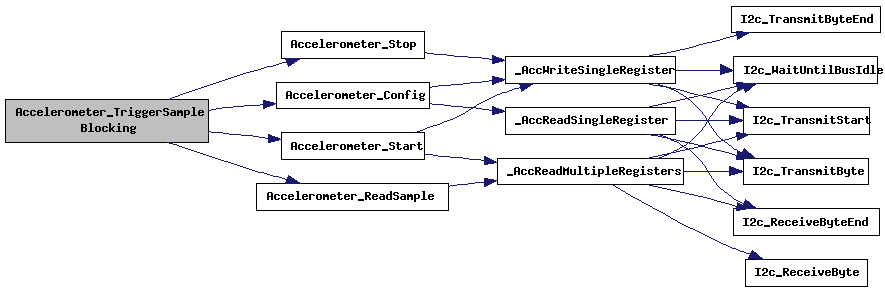 Accelerometer_TriggerSample
Blocking
Accelerometer_Stop
Accelerometer_Config
Accelerometer_Start
Accelerometer_ReadSample
_AccWriteSingleRegister
_AccReadSingleRegister
_AccReadMultipleRegisters
I2c_TransmitByteEnd
I2c_WaitUntilBusIdle
I2c_TransmitStart
I2c_TransmitByte
I2c_ReceiveByteEnd
I2c_ReceiveByte